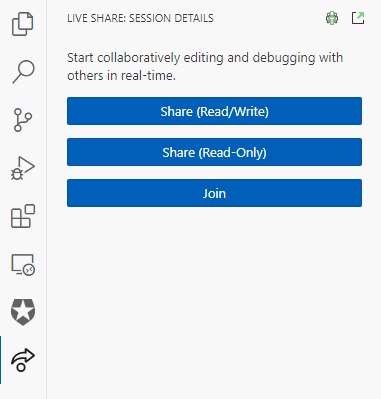 LIVE SHARE: SESSION DETAILS
Start collaboratively editing and debugging with
others in real-time.
Share (Read/Write)
Share (Read-Only)
Join